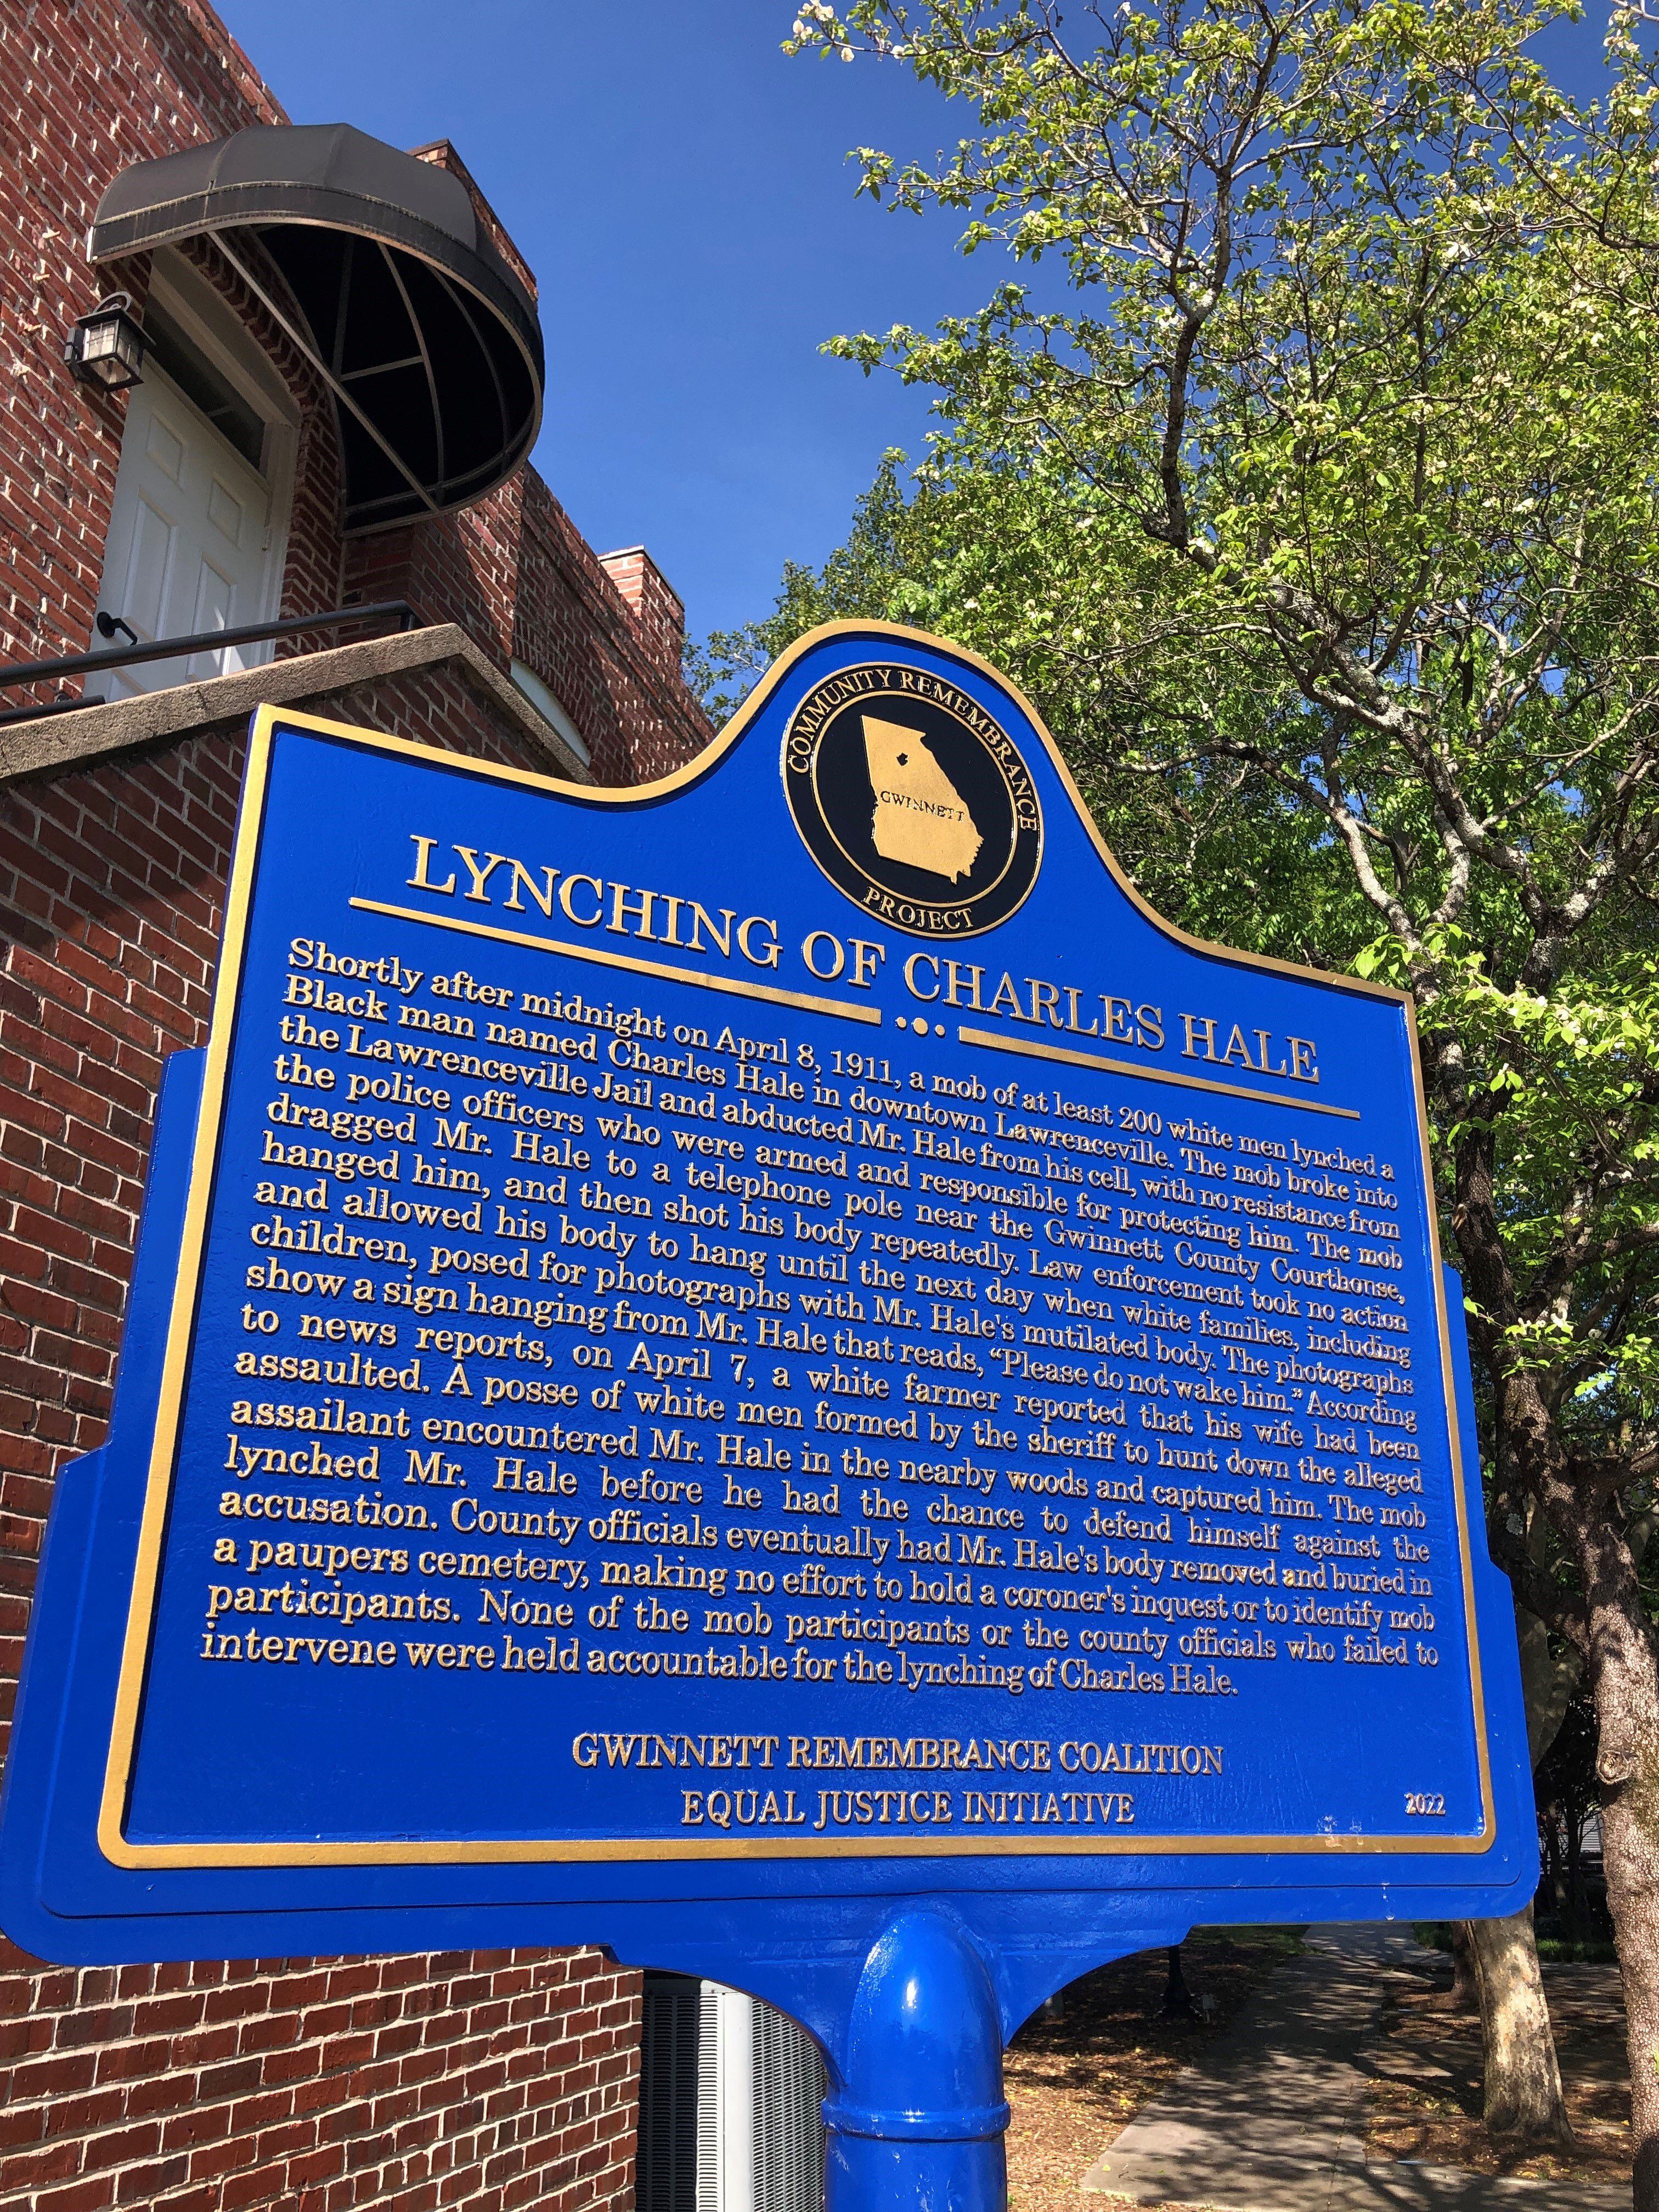 COMMUNITY REMEMBRANCE
GWINNETT
PROJECT
LYNCHING OF CHARLES HALE
Shortly after midnight on April 8, 1911, a mob of at least 200 white men lynched a
Black man named Charles Hale in downtown Lawrenceville. The mob broke into
the Lawrenceville Jail and abducted Mr. Hale from his cell, with no resistance from
the police officers who were armed and responsible for protecting him. The mob
dragged Mr. Hale to a telephone pole near the Gwinnett County Courthouse,
hanged him, and then shot his body repeatedly. Law enforcement took no action
and allowed his body to hang until the next day when white families, including
children, posed for photographs with Mr. Hale's mutilated body. The photographs
show a sign hanging from Mr. Hale that reads, “Please do not wake him.” According
to news reports, on April 7, a white farmer reported that his wife had been
assaulted. A posse of white men formed by the sheriff to hunt down the alleged
assailant encountered Mr. Hale in the nearby woods and captured him. The mob
lynched Mr. Hale before he had the chance to defend himself against the
accusation. County officials eventually had Mr. Hale's body removed and buried in
a paupers cemetery, making no effort to hold a coroner's inquest or to identify mob
participants. None of the mob participants or the county officials who failed to
intervene were held accountable for the lynching of Charles Hale.
GWINNETT REMEMBRANCE COALITION
EQUAL JUSTICE INITIATIVE
2022